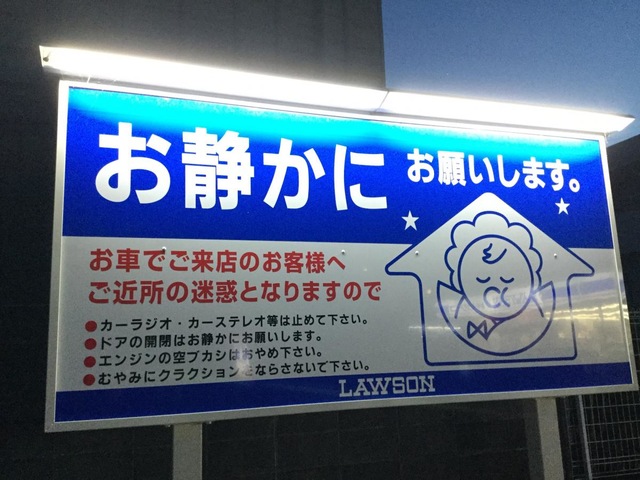 お静かに お願いします。
お車でご来店のお客様へ
ご近所の迷惑となりますので
●カーラジオ・カーステレオ等は止めて下さい。
●ドアの開閉はお静かにお願いします。
●エンジンの空ブカシはおやめ下さい。
●むやみにクラクションをならさないで下さい。
LAWSON